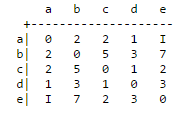 a b c d e
+---------------
a| 0 2 2 1 I
b| 2 0 5 3 7
c| 2 5 0 1 2
d| 1 3 1 0 3
e| I 7 2 3 0